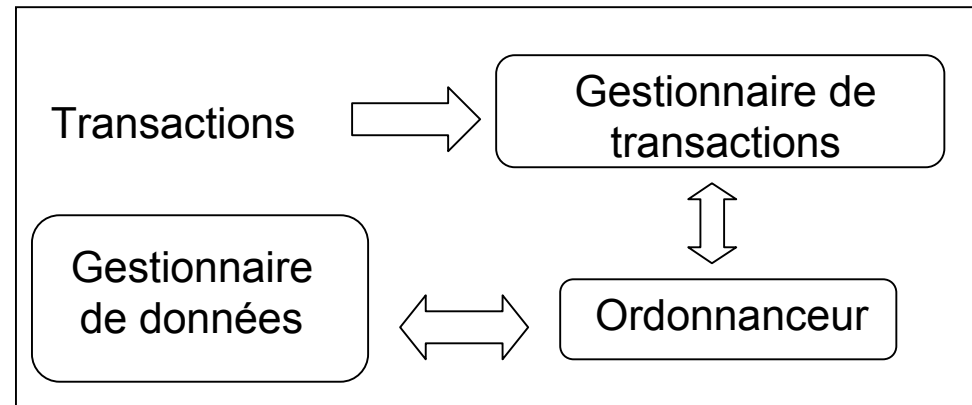 Transactions
Gestionnaire de
transactions
Gestionnaire
de données
Ordonnanceur